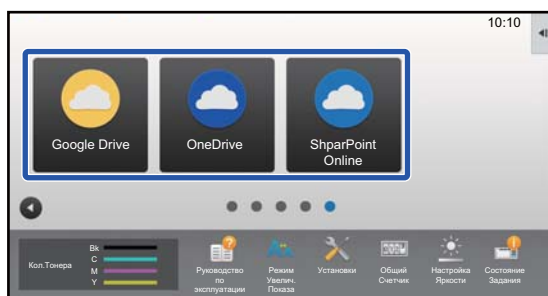 10:10
Google Drive
OneDrive
ShparPoint
Online
Кол.Тонера
Bk
C
M
Y
Руководство
по
эксплуатации
Режим
Увелич.
Показа
Установки
Общий
Счетчик
Настройка
Яркости
Состояние
Задания